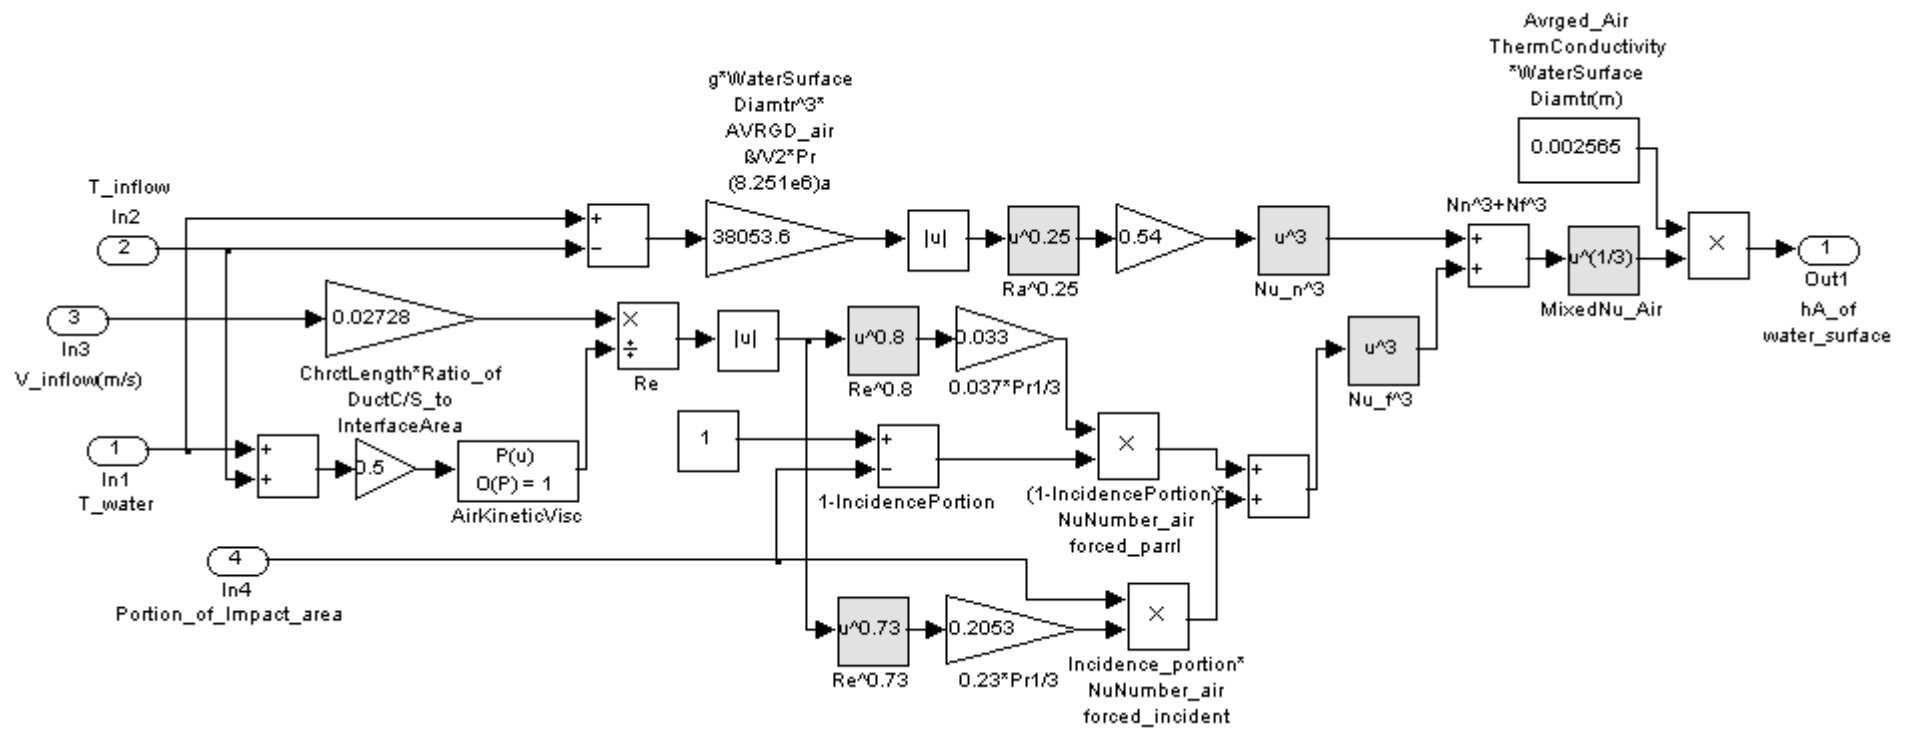 Avrged_Air
ThermConductivity
*WaterSurface
Diamtr(m)
0.002565
g*WaterSurface
Diamtr^3*
AVRGD_air
ß/V2*Pr
(8.251e6)a
T_inflow
In2
2
+
−
38053.6
|u|
u^0.25
Ra^0.25
0.54
u^3
Nu_n^3
Nn^3+Nf^3
+
+
u^(1/3)
MixedNu_Air
×
1
Out1
hA_of
water_surface
3
In3
V_inflow(m/s)
0.02728
ChrctLength*Ratio_of
DuctC/S_to
InterfaceArea
×
÷
Re
|u|
u^0.8
Re^0.8
0.033
0.037*Pr1/3
u^3
Nu_f^3
1
In1
T_water
+
+
0.5
P(u)
O(P) = 1
AirKineticVisc
1
+
−
1-IncidencePortion
×
(1-IncidencePortion)*
NuNumber_air
forced_parrl
+
+
4
In4
Portion_of_Impact_area
u^0.73
Re^0.73
0.2053
0.23*Pr1/3
×
Incidence_portion*
NuNumber_air
forced_incident